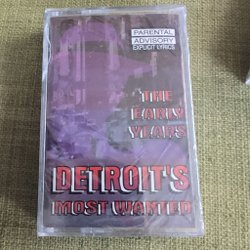 PARENTAL
ADVISORY
EXPLICIT LYRICS
THE
EARLY
YEARS
DETROIT'S
MOST WANTED